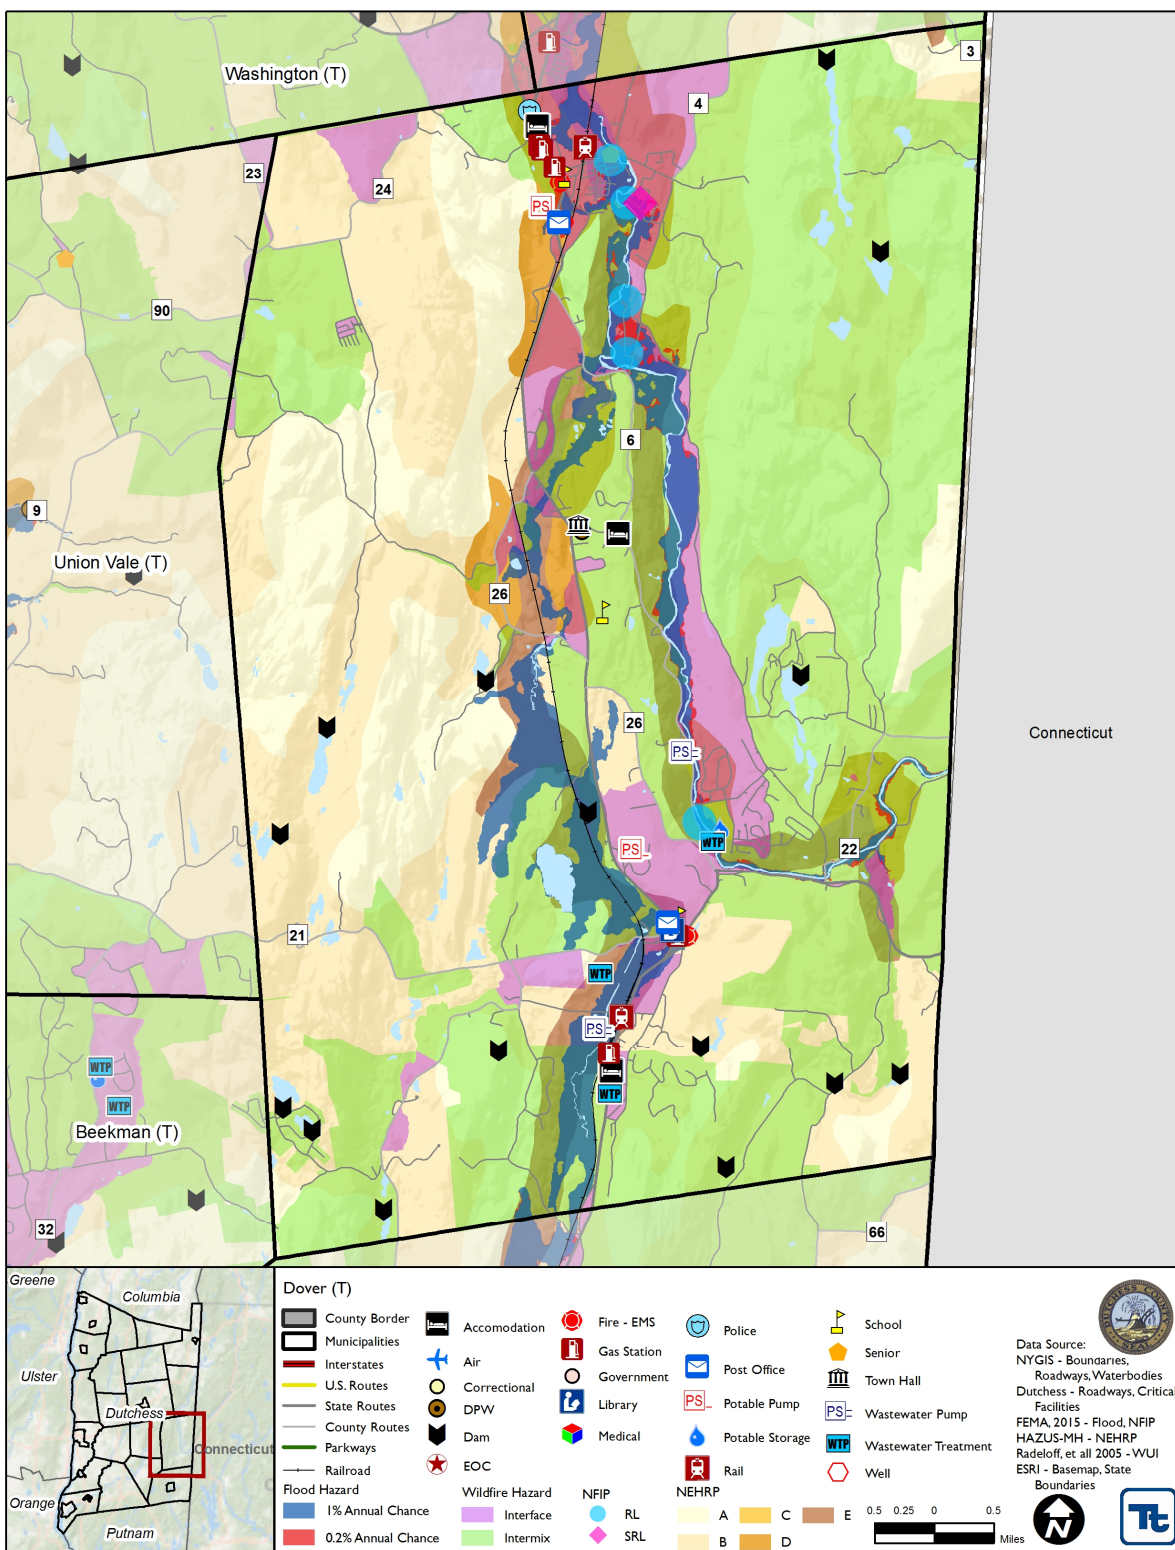 Washington (T)
3
4
23
24
PS
90
6
9
Union Vale (T)
26
26
Connecticut
PS
WTP
PS
22
21
WTP
PS
WTP
WTP
WTP
Beekman (T)
32
66
Greene
Columbia
Ulster
Dutchess
Connecticut
Orange
Putnam
Dover (T)
County Border
Municipalities
Interstates
U.S. Routes
State Routes
County Routes
Parkways
Railroad
Accomodation
Air
Correctional
DPW
Dam
EOC
Fire - EMS
Gas Station
Government
Library
Medical
Police
Post Office
PS
Potable Pump
Potable Storage
Rail
School
Senior
Town Hall
PS
Wastewater Pump
WTP
Wastewater Treatment
Well
Flood Hazard
1% Annual Chance
0.2% Annual Chance
Wildfire Hazard
Interface
Intermix
NFIP
RL
SRL
NEHRP
A
B
C
D
E
0.5 0.25 0 0.5
Miles
DUTCHESS COUNTY
SEAL
Data Source:
NYGIS - Boundaries,
Roadways, Waterbodies
Dutchess - Roadways, Critical
Facilities
FEMA, 2015 - Flood, NFIP
HAZUS-MH - NEHRP
Radeloff, et all 2005 - WUI
ESRI - Basemap, State
Boundaries
N
Tt